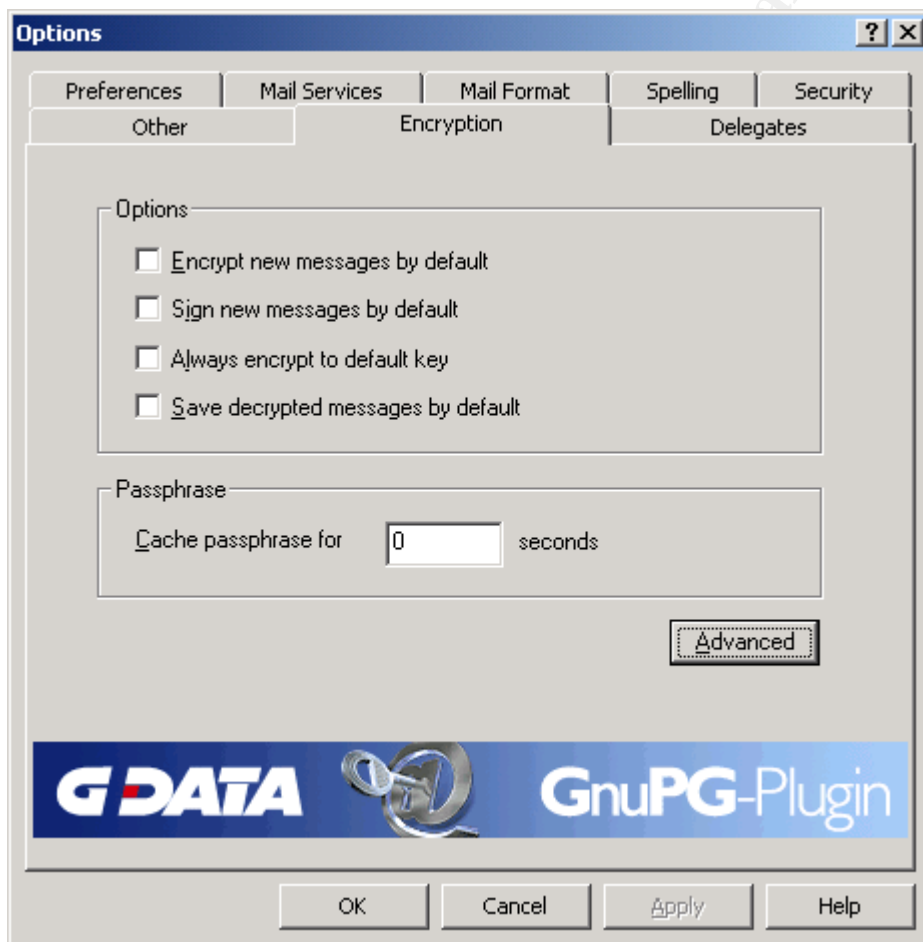 Options
Preferences Mail Services Mail Format Spelling Security
Other Encryption Delegates
Options
Encrypt new messages by default
Sign new messages by default
Always encrypt to default key
Save decrypted messages by default
Passphrase
Cache passphrase for 0 seconds
Advanced
G DATA GnuPG-Plugin
OK Cancel Apply Help